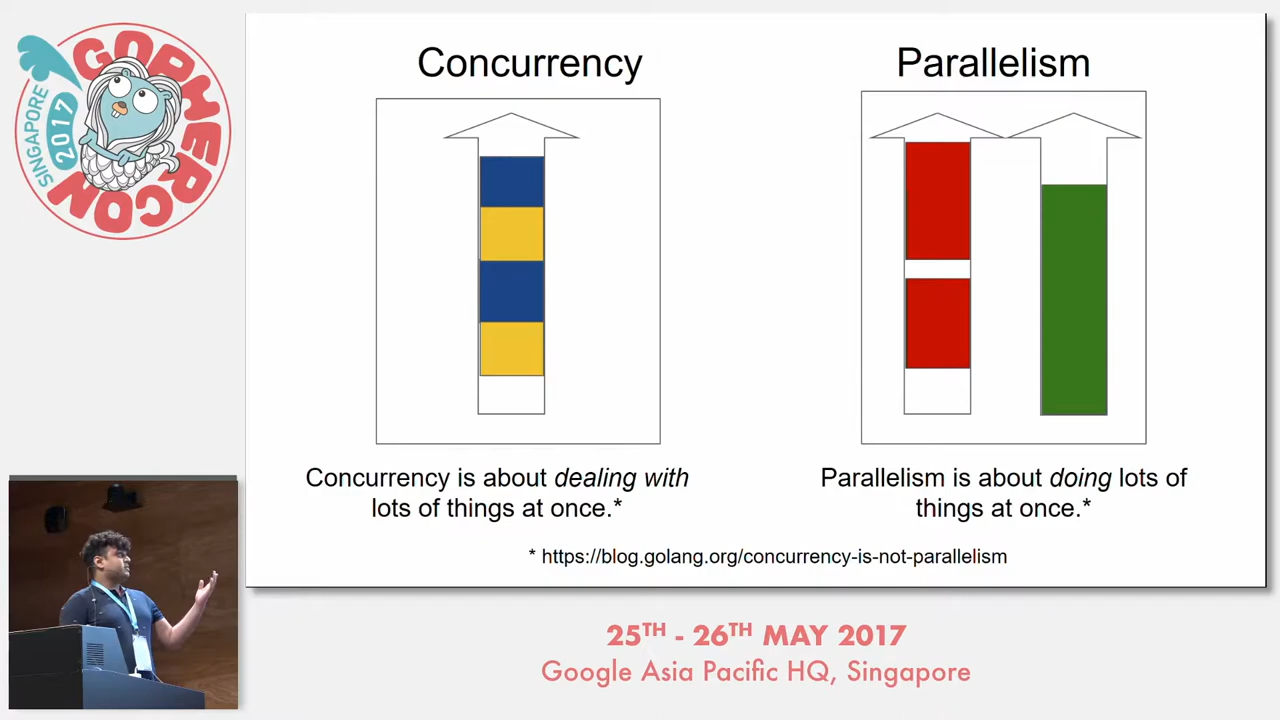 GOPHERCON
SINGAPORE
2017
Concurrency
Parallelism
Concurrency is about dealing with
lots of things at once.*
Parallelism is about doing lots of
things at once.*
* https://blog.golang.org/concurrency-is-not-parallelism
25TH - 26TH MAY 2017
Google Asia Pacific HQ, Singapore